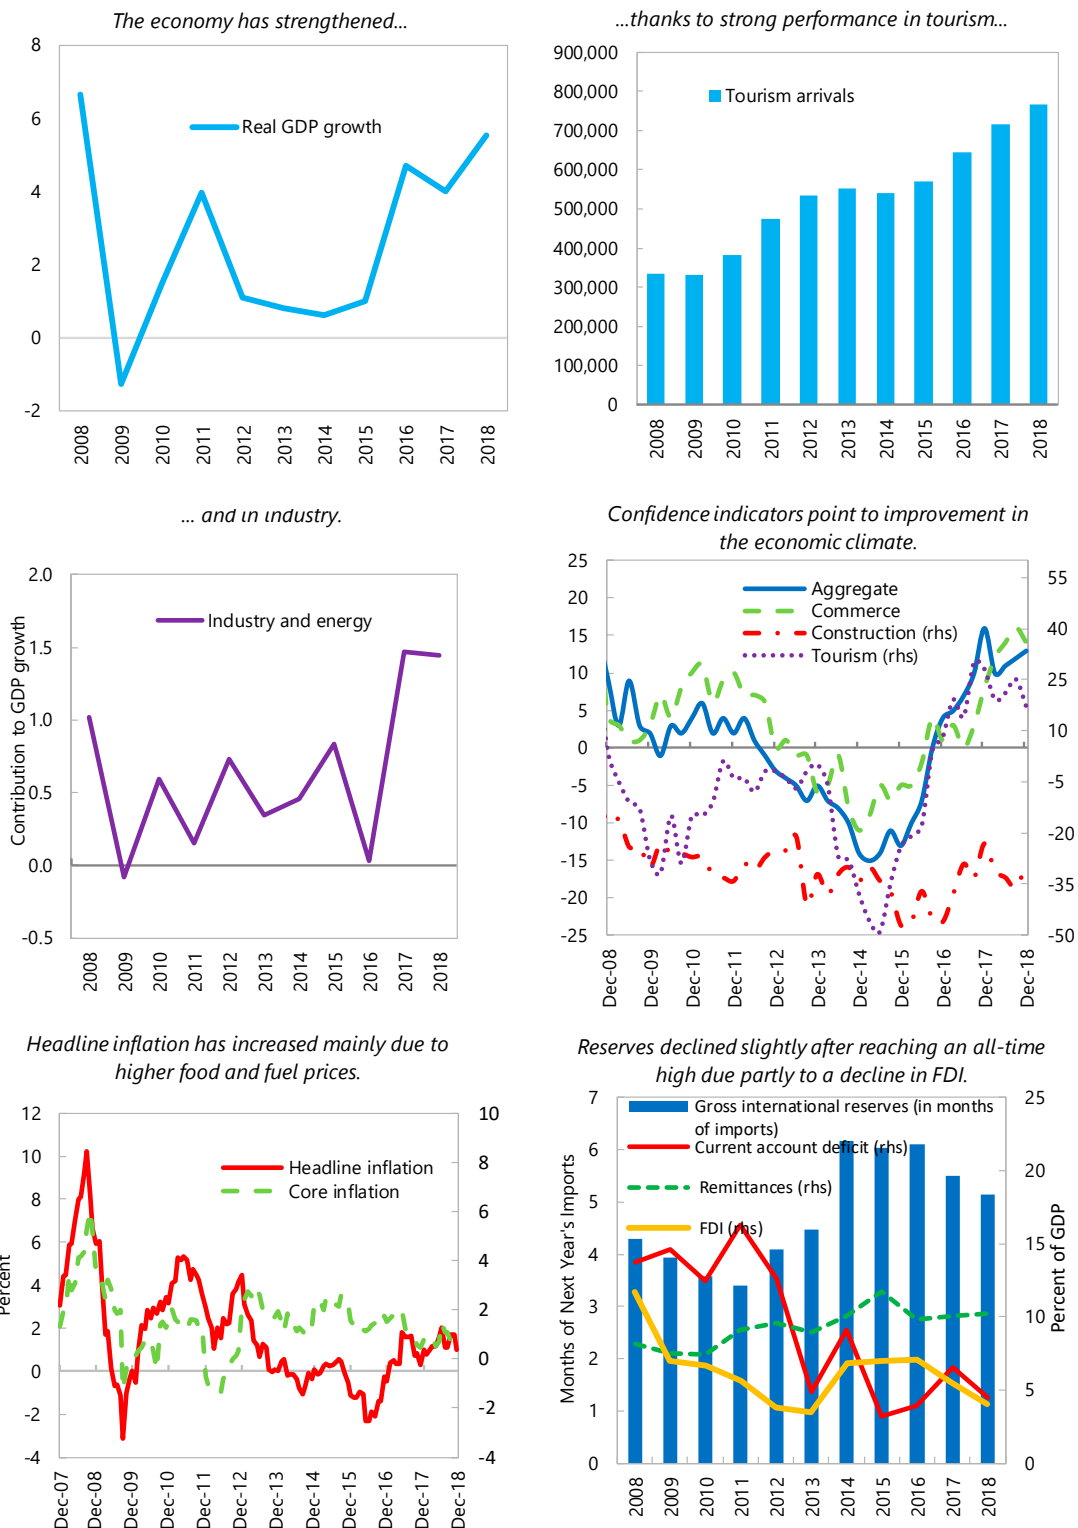 The economy has strengthened...
8
6
4
2
0
-2
Real GDP growth
2008
2009
2010
2011
2012
2013
2014
2015
2016
2017
2018
...thanks to strong performance in tourism...
900,000
800,000
700,000
600,000
500,000
400,000
300,000
200,000
100,000
0
Tourism arrivals
2008
2009
2010
2011
2012
2013
2014
2015
2016
2017
2018
... and in industry.
Contribution to GDP growth
2.0
1.5
1.0
0.5
0.0
-0.5
Industry and energy
2008
2009
2010
2011
2012
2013
2014
2015
2016
2017
2018
Confidence indicators point to improvement in
the economic climate.
25
20
15
10
5
0
-5
-10
-15
-20
-25
Aggregate
Commerce
Construction (rhs)
Tourism (rhs)
55
40
25
10
-5
-20
-35
-50
Dec-08
Dec-09
Dec-10
Dec-11
Dec-12
Dec-13
Dec-14
Dec-15
Dec-16
Dec-17
Dec-18
Headline inflation has increased mainly due to
higher food and fuel prices.
Percent
12
10
8
6
4
2
0
-2
-4
Headline inflation
Core inflation
10
8
6
4
2
0
-2
-4
Dec-07
Dec-08
Dec-09
Dec-10
Dec-11
Dec-12
Dec-13
Dec-14
Dec-15
Dec-16
Dec-17
Dec-18
Reserves declined slightly after reaching an all-time
high due partly to a decline in FDI.
Months of Next Year's Imports
7
6
5
4
3
2
1
0
Gross international reserves (in months
of imports)
Current account deficit (rhs)
Remittances (rhs)
FDI (rhs)
25
20
15
10
5
0
Percent of GDP
2008
2009
2010
2011
2012
2013
2014
2015
2016
2017
2018